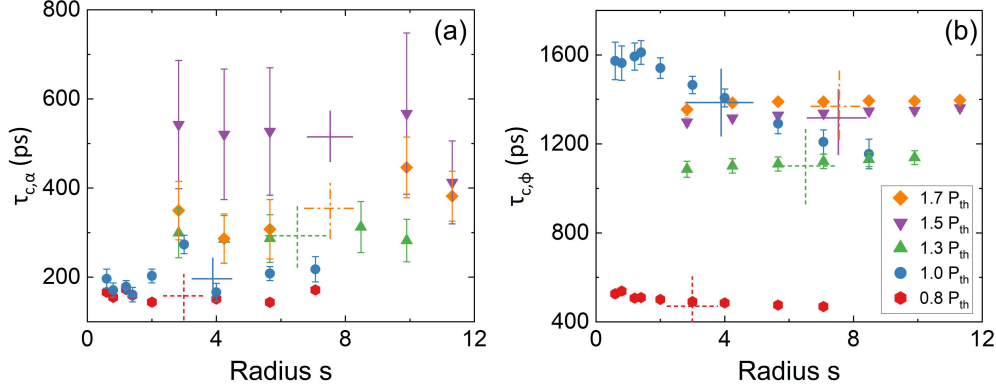 (a)
800
600
400
200
τc,α (ps)
0 4 8 12
Radius s
(b)
1600
1200
800
400
τc,ϕ (ps)
0 4 8 12
Radius s
1.7 Pth
1.5 Pth
1.3 Pth
1.0 Pth
0.8 Pth